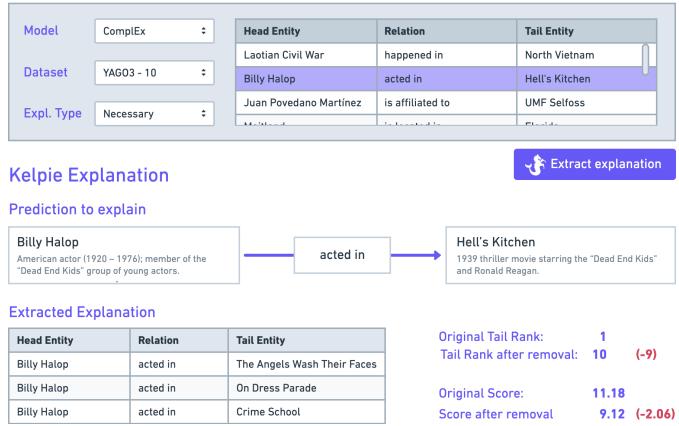 Model
ComplEx
Dataset
YAGO3 - 10
Expl. Type
Necessary
Head Entity Relation Tail Entity
Laotian Civil War happened in North Vietnam
Billy Halop acted in Hell's Kitchen
Juan Povedano Martínez is affiliated to UMF Selfoss
Extract explanation
Kelpie Explanation
Prediction to explain
Billy Halop
American actor (1920 – 1976); member of the
"Dead End Kids" group of young actors.
acted in
Hell's Kitchen
1939 thriller movie starring the "Dead End Kids"
and Ronald Reagan.
Extracted Explanation
Head Entity Relation Tail Entity
Billy Halop acted in The Angels Wash Their Faces
Billy Halop acted in On Dress Parade
Billy Halop acted in Crime School
Original Tail Rank: 1
Tail Rank after removal: 10 (-9)
Original Score: 11.18
Score after removal 9.12 (-2.06)